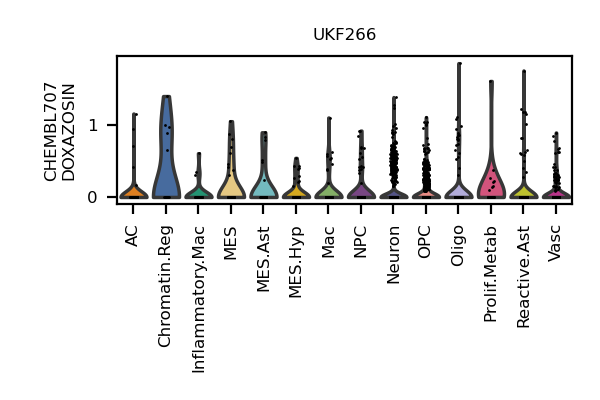 UKF266
CHEMBL707
DOXAZOSIN
1
0
AC
Chromatin.Reg
Inflammatory.Mac
MES
MES.Ast
MES.Hyp
Mac
NPC
Neuron
OPC
Oligo
Prolif.Metab
Reactive.Ast
Vasc